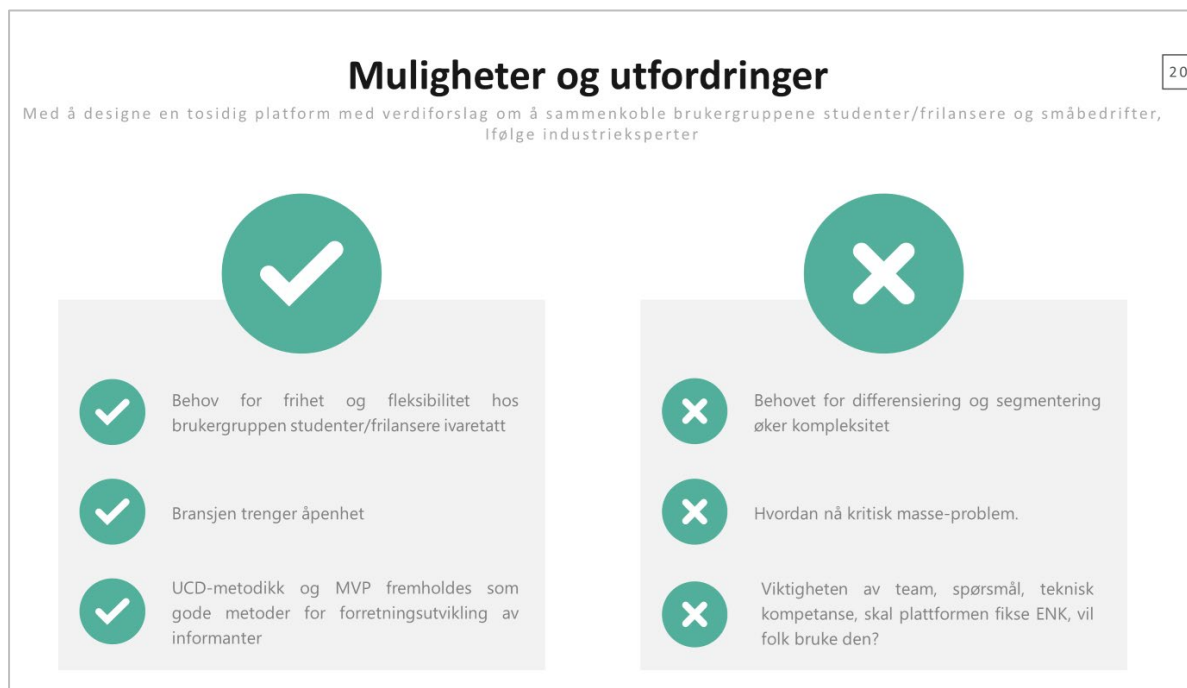 Muligheter og utfordringer
20
Med å designe en tosidig platform med verdiforslag om å sammenkoble brukergruppene studenter/frilansere og småbedrifter,
Ifølge industrieksperter
Behov for frihet og fleksibilitet hos
brukergruppen studenter/frilansere ivaretatt
Bransjen trenger åpenhet
UCD-metodikk og MVP fremholdes som
gode metoder for forretningsutvikling av
informanter
Behovet for differensiering og segmentering
øker kompleksitet
Hvordan nå kritisk masse-problem.
Viktigheten av team, spørsmål, teknisk
kompetanse, skal plattformen fikse ENK, vil
folk bruke den?